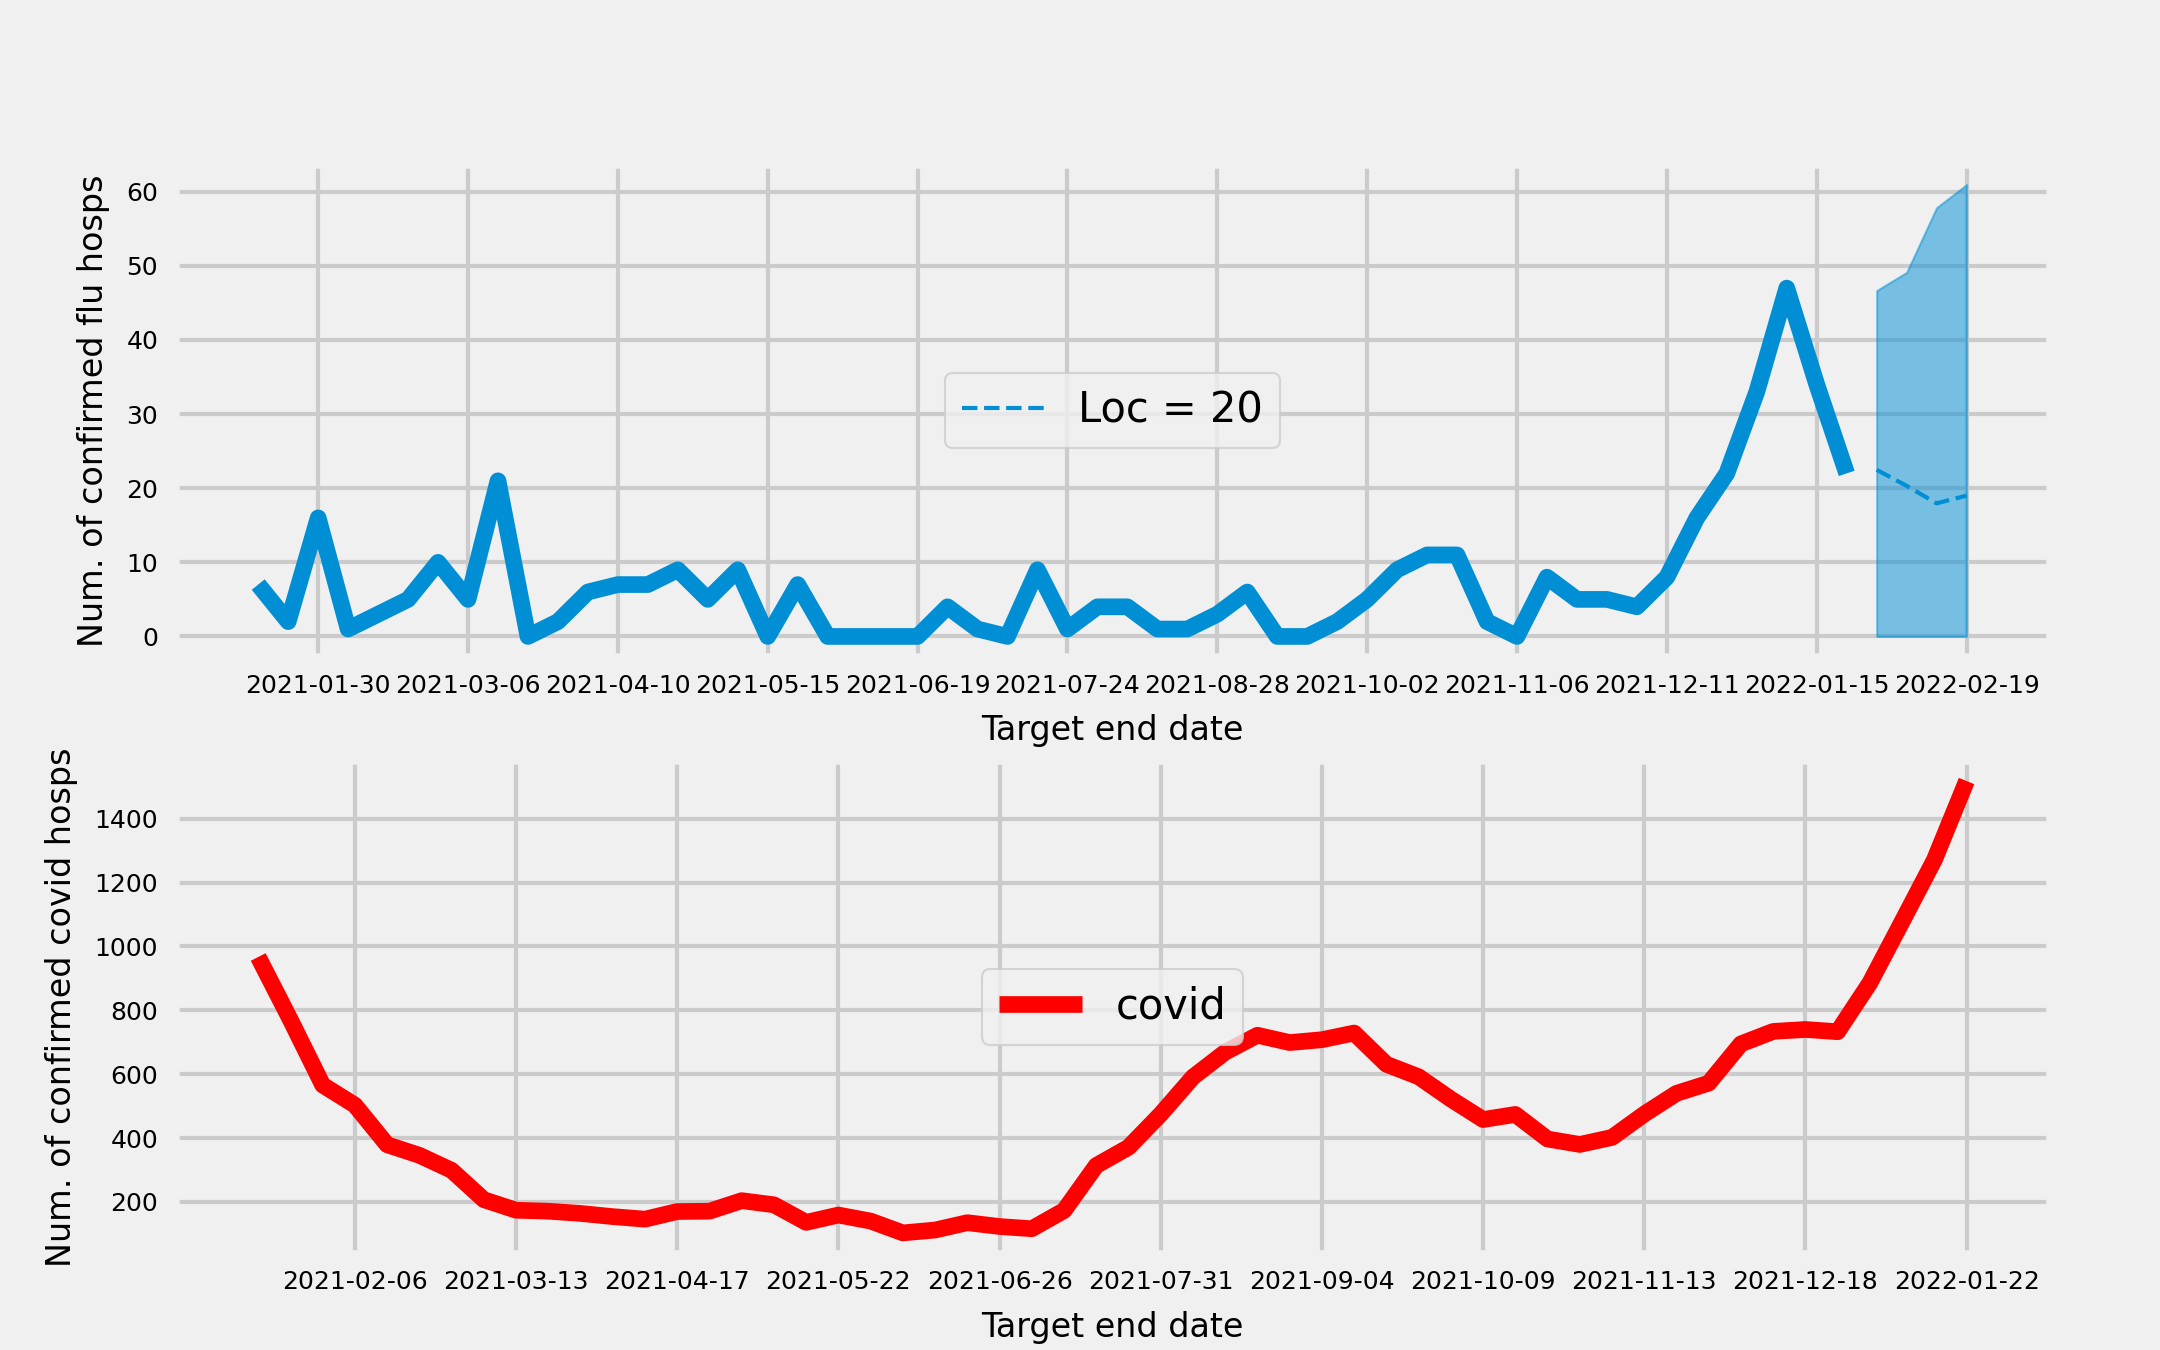 Num. of confirmed flu hosps
60
50
40
30
20
10
0
Loc = 20
2021-01-30 2021-03-06 2021-04-10 2021-05-15 2021-06-19 2021-07-24 2021-08-28 2021-10-02 2021-11-06 2021-12-11 2022-01-15 2022-02-19
Target end date
Num. of confirmed covid hosps
1400
1200
1000
800
600
400
200
covid
2021-02-06 2021-03-13 2021-04-17 2021-05-22 2021-06-26 2021-07-31 2021-09-04 2021-10-09 2021-11-13 2021-12-18 2022-01-22
Target end date